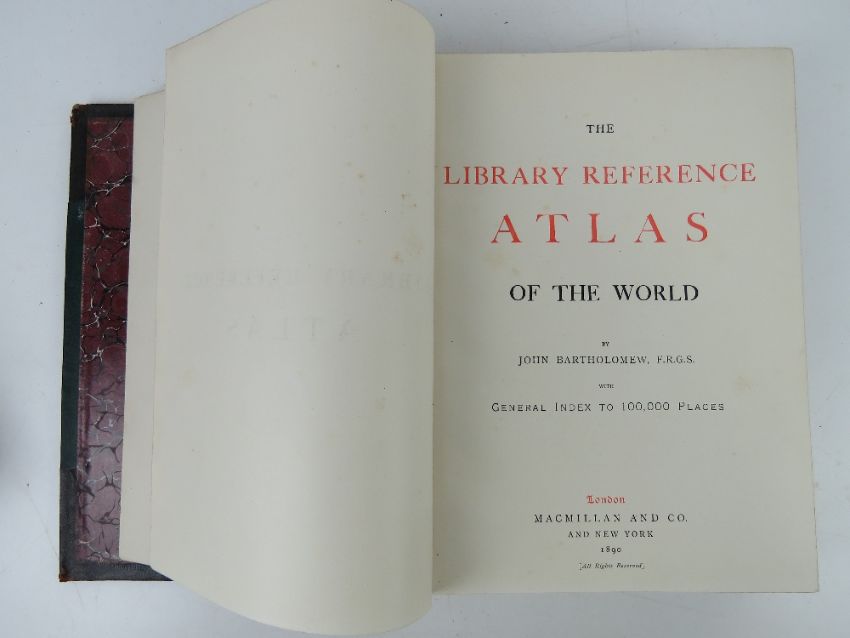 THE
LIBRARY REFERENCE
ATLAS
OF THE WORLD
BY
JOHN BARTHOLOMEW, F.R.G.S.
WITH
GENERAL INDEX TO 100,000 PLACES
London
MACMILLAN AND CO.
AND NEW YORK
1890
[All Rights Reserved]